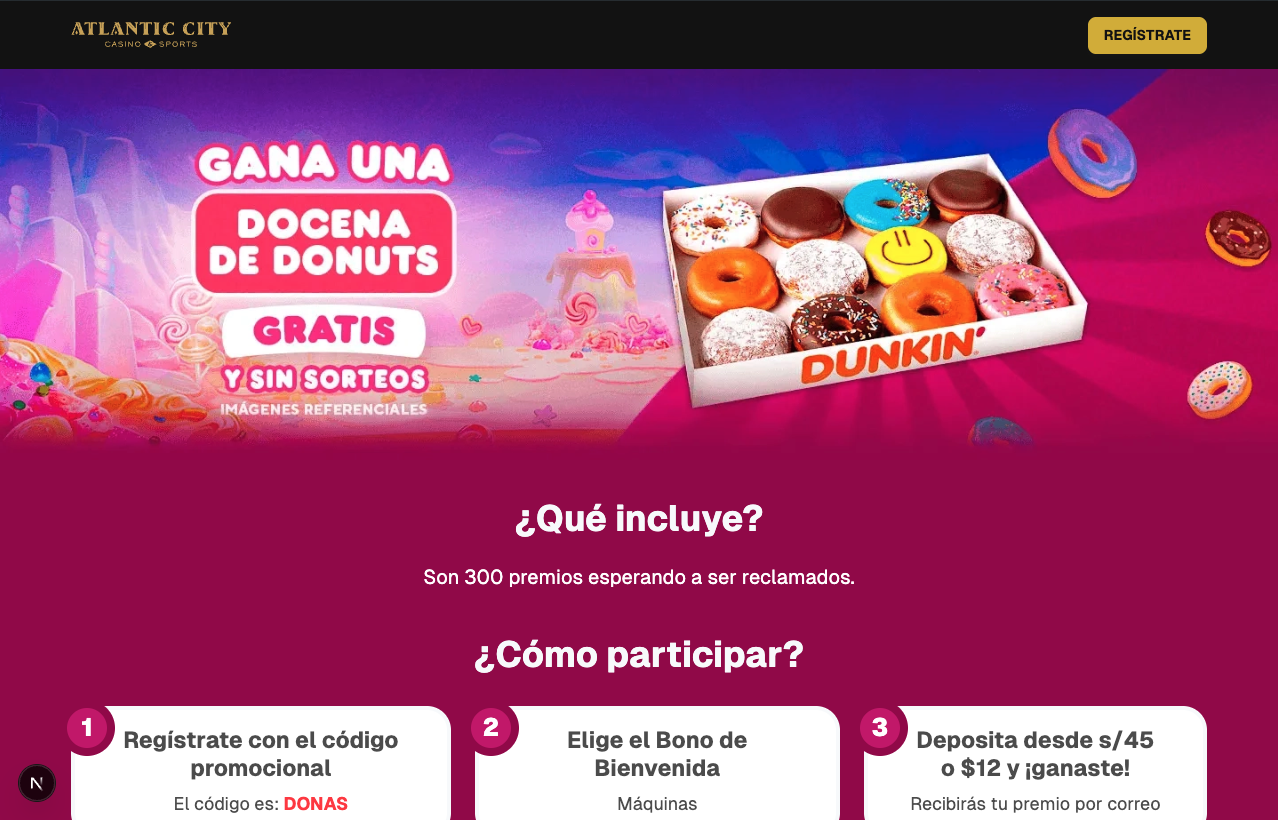 ATLANTIC CITY
CASINO SPORTS
REGÍSTRATE
GANA UNA
DOCENA
DE DONUTS
GRATIS
Y SIN SORTEOS
IMÁGENES REFERENCIALES
DUNKIN'
¿Qué incluye?
Son 300 premios esperando a ser reclamados.
¿Cómo participar?
1
Regístrate con el código
promocional
El código es: DONAS
2
Elige el Bono de
Bienvenida
Máquinas
3
Deposita desde s/45
o $12 y ¡ganaste!
Recibirás tu premio por correo
N